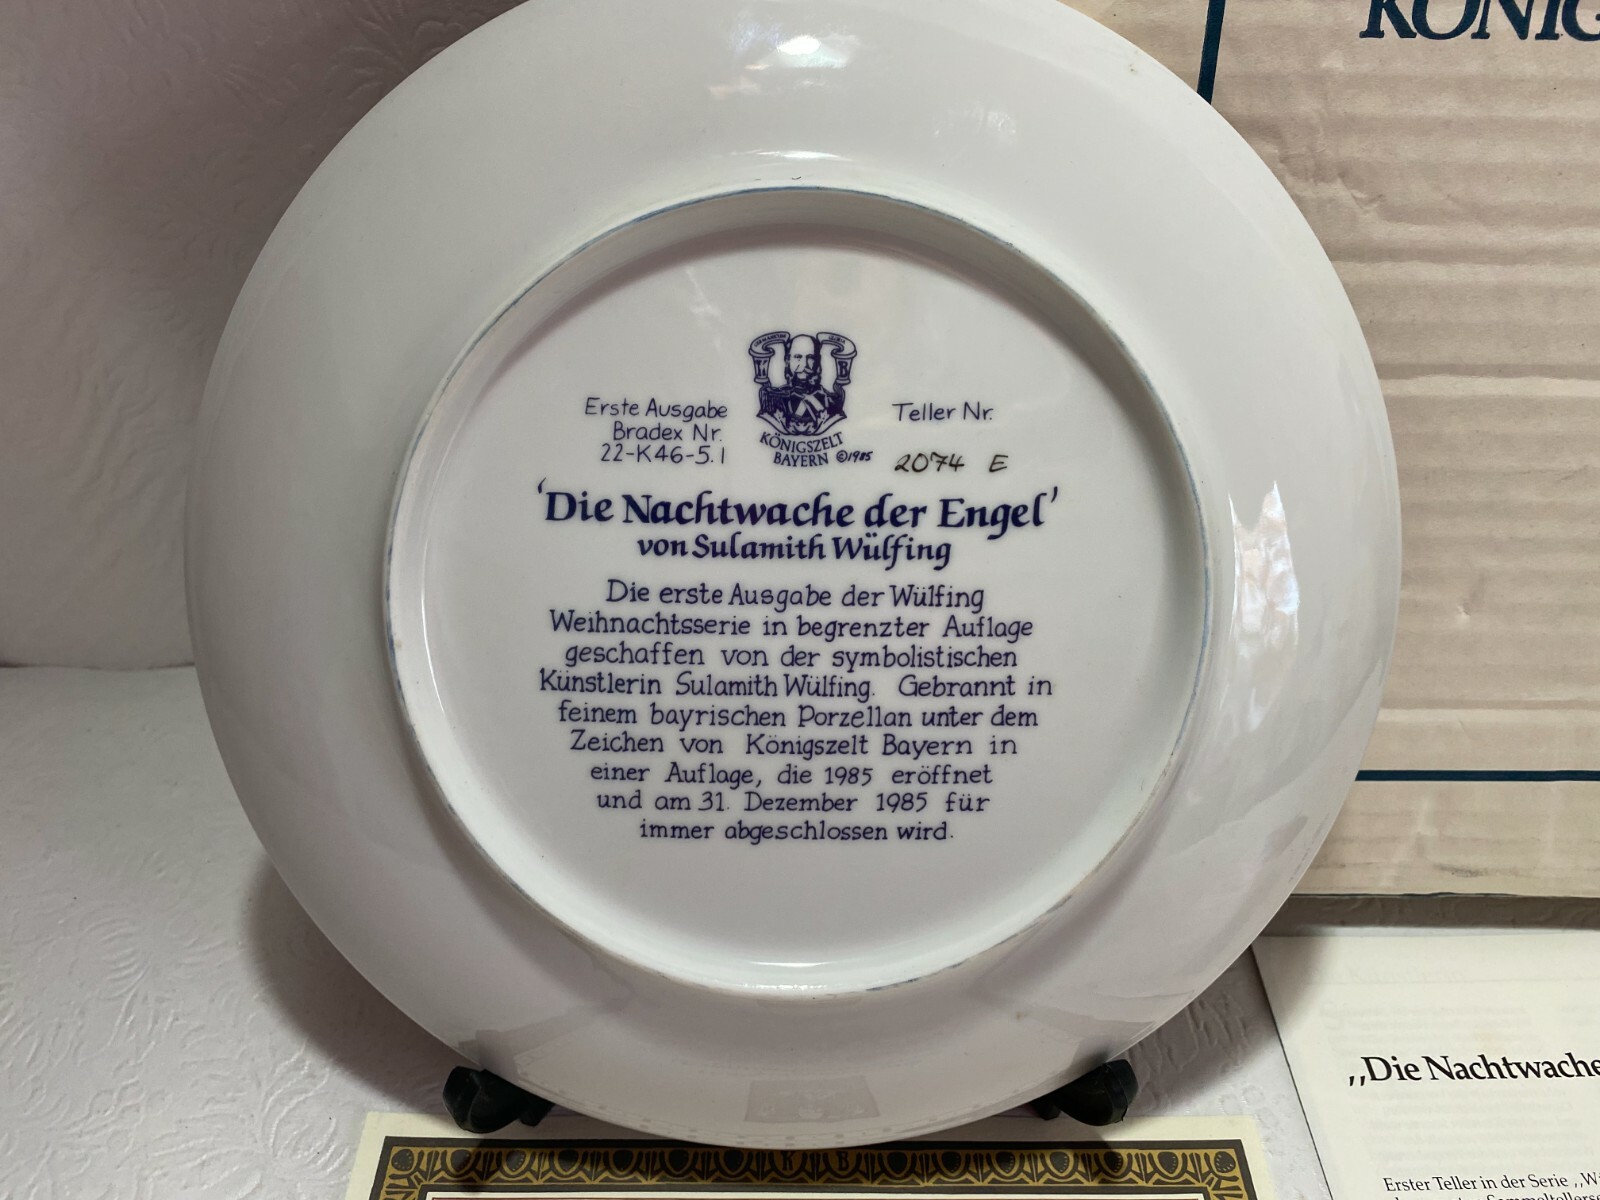 KÖNIG
Erste Ausgabe
Bradex Nr.
22-K46-5.1
KÖNIGSZELT
BAYERN ©1985
Teller Nr.
2074 E
'Die Nachtwache der Engel'
von Sulamith Wülfing
Die erste Ausgabe der Wülfing
Weihnachtsserie in begrenzter Auflage
geschaffen von der symbolistischen
Künstlerin Sulamith Wülfing. Gebrannt in
feinem bayrischen Porzellan unter dem
Zeichen von Königszelt Bayern in
einer Auflage, die 1985 eröffnet
und am 31. Dezember 1985 für
immer abgeschlossen wird.
K B
,,Die Nachtwache
Erster Teller in der Serie ,,W